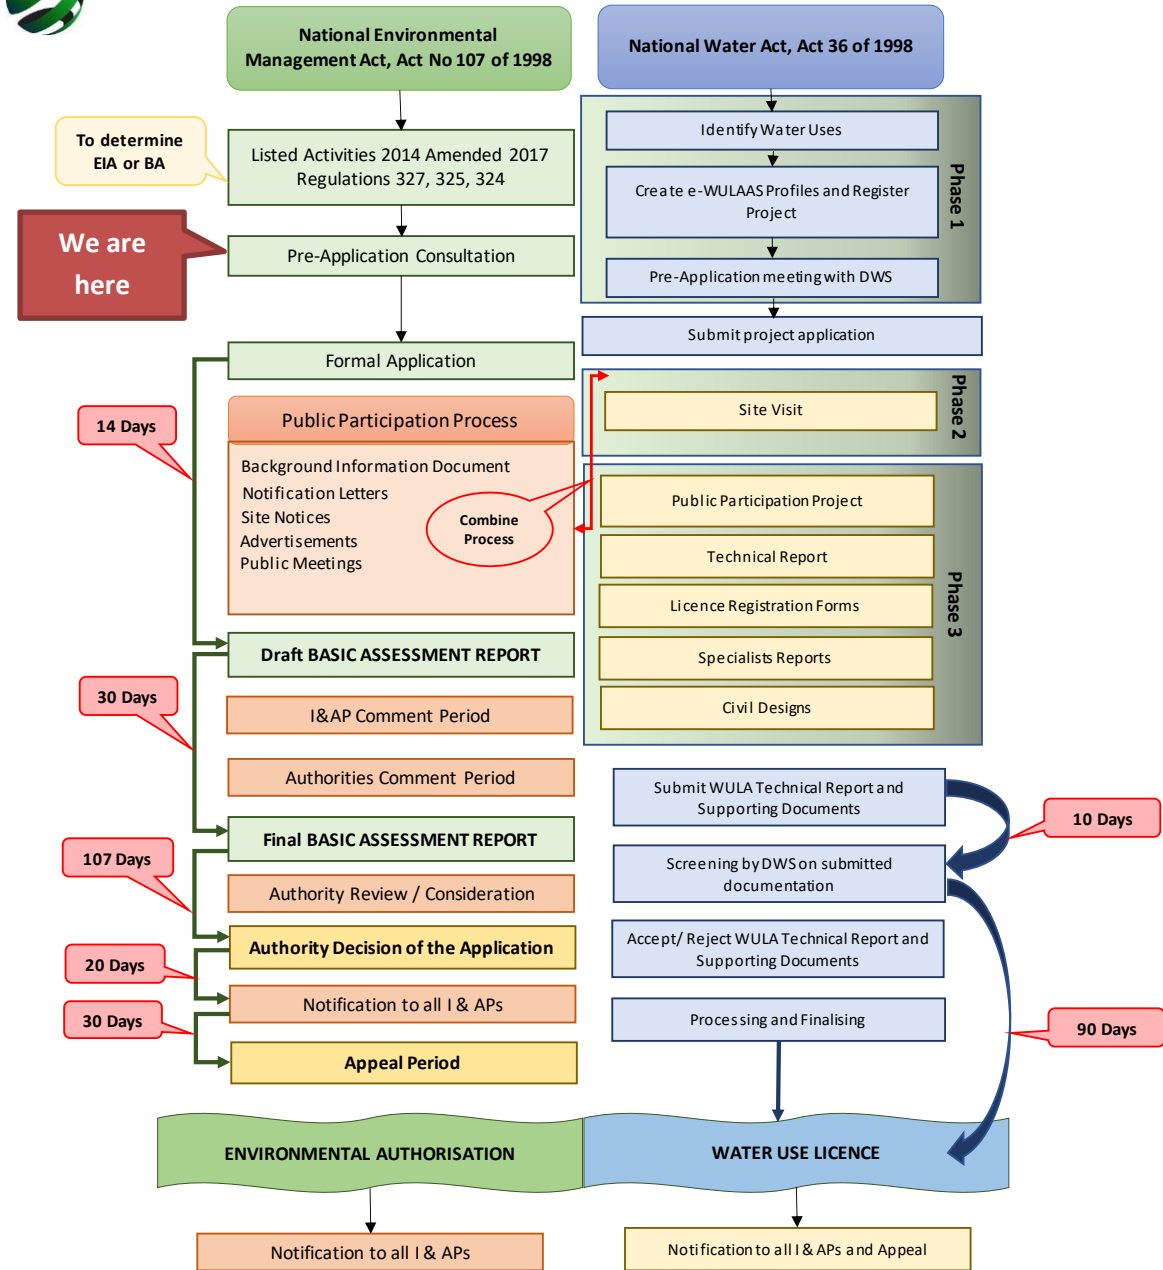 National Environmental
Management Act, Act No 107 of 1998
National Water Act, Act 36 of 1998
To determine
EIA or BA
Listed Activities 2014 Amended 2017
Regulations 327, 325, 324
We are
here
Pre-Application Consultation
Formal Application
14 Days
Public Participation Process
Background Information Document
Notification Letters
Site Notices
Advertisements
Public Meetings
Combine
Process
Draft BASIC ASSESSMENT REPORT
30 Days
I&AP Comment Period
Authorities Comment Period
Final BASIC ASSESSMENT REPORT
107 Days
Authority Review / Consideration
Authority Decision of the Application
20 Days
Notification to all I & APs
30 Days
Appeal Period
Identify Water Uses
Create e-WULAAS Profiles and Register
Project
Pre-Application meeting with DWS
Phase 1
Submit project application
Site Visit
Phase 2
Public Participation Project
Technical Report
Licence Registration Forms
Specialists Reports
Civil Designs
Phase 3
Submit WULA Technical Report and
Supporting Documents
10 Days
Screening by DWS on submitted
documentation
Accept/ Reject WULA Technical Report and
Supporting Documents
Processing and Finalising
90 Days
ENVIRONMENTAL AUTHORISATION
WATER USE LICENCE
Notification to all I & APs
Notification to all I & APs and Appeal